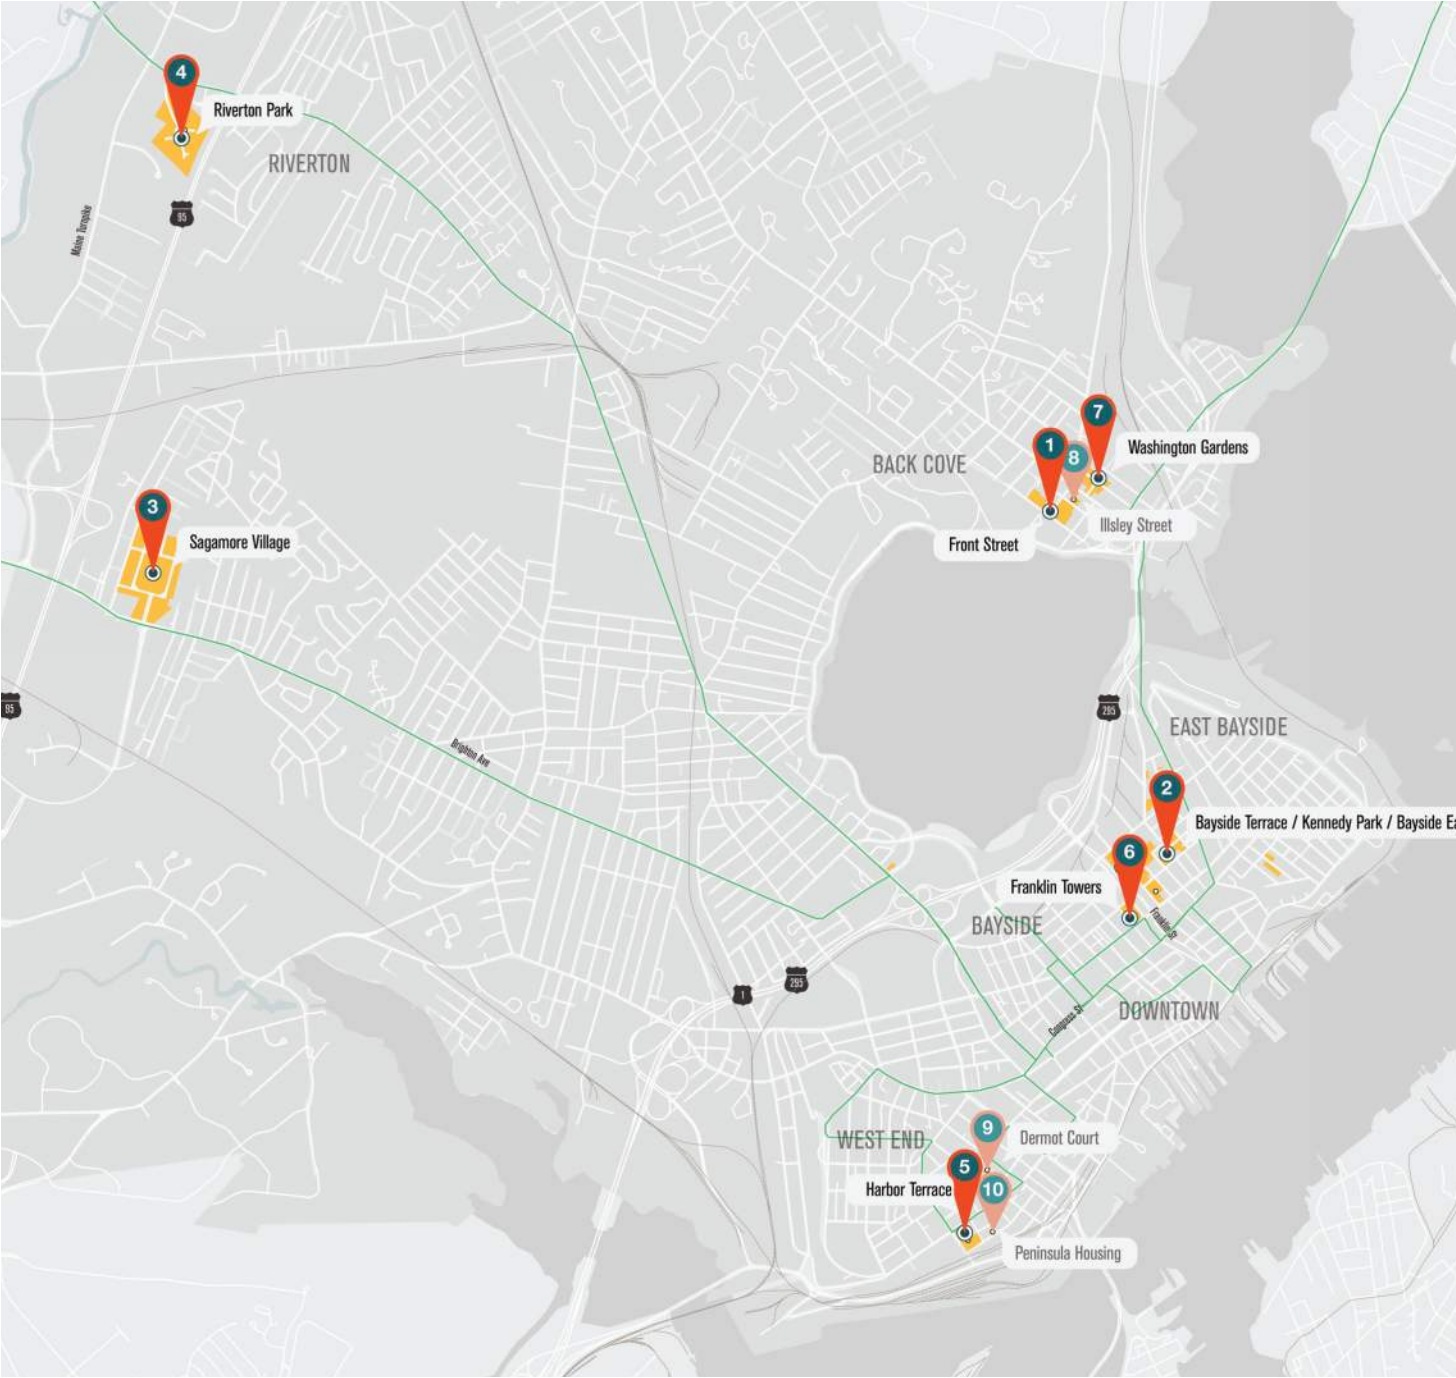 4
Riverton Park
RIVERTON
95
Maine Turnpike
7
1
8
Washington Gardens
BACK COVE
3
Illsley Street
Sagamore Village
Front Street
95
295
EAST BAYSIDE
Brighton Ave
2
Bayside Terrace / Kennedy Park / Bayside Ea
6
Franklin Towers
Franklin St
BAYSIDE
295
1
DOWNTOWN
Congress St
9
WEST END
Dermot Court
5
Harbor Terrace
10
Peninsula Housing